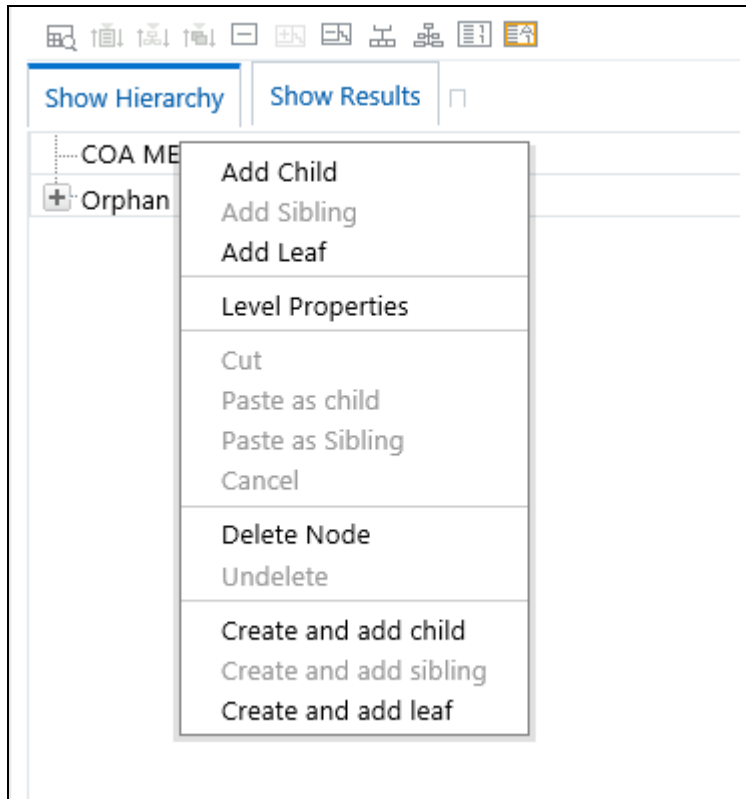 Show Hierarchy Show Results
COA ME
Orphan
Add Child
Add Sibling
Add Leaf
Level Properties
Cut
Paste as child
Paste as Sibling
Cancel
Delete Node
Undelete
Create and add child
Create and add sibling
Create and add leaf